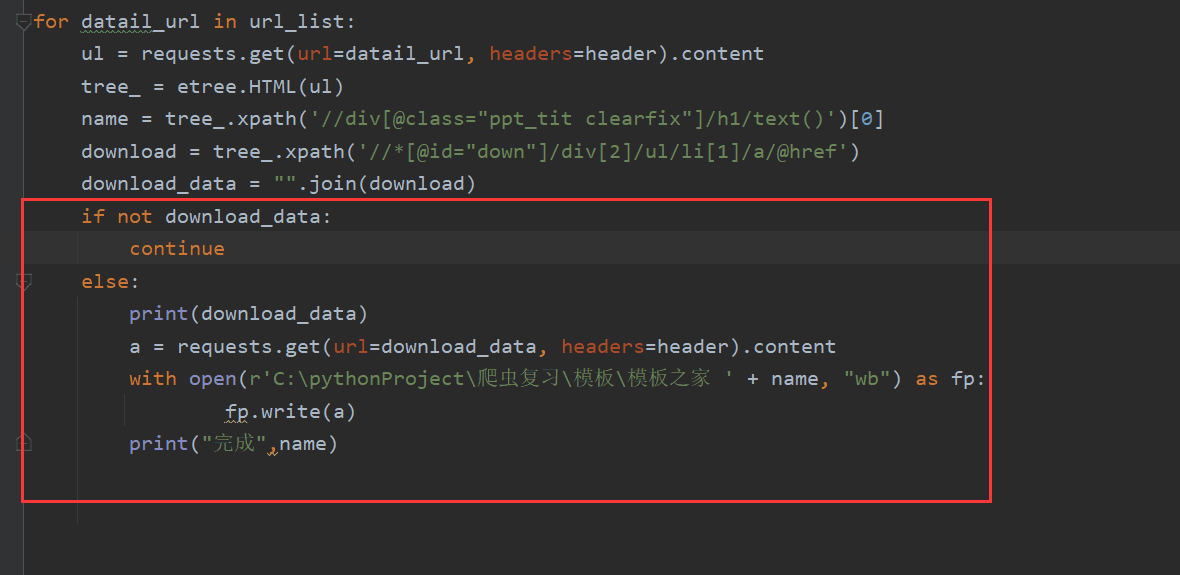 for datail_url in url_list:
    ul = requests.get(url=datail_url, headers=header).content
    tree_ = etree.HTML(ul)
    name = tree_.xpath('//div[@class="ppt_tit clearfix"]/h1/text()')[0]
    download = tree_.xpath('//*[@id="down"]/div[2]/ul/li[1]/a/@href')
    download_data = "".join(download)
    if not download_data:
        continue
    else:
        print(download_data)
        a = requests.get(url=download_data, headers=header).content
        with open(r'C:\pythonProject\爬虫复习\模板\模板之家 ' + name, "wb") as fp:
                fp.write(a)
        print("完成",name)